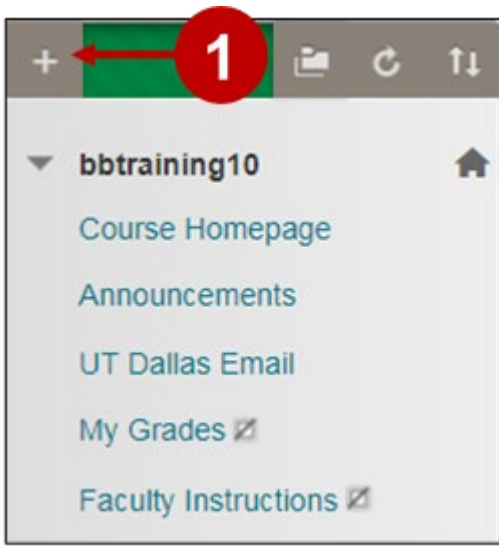 1
bbtraining10
Course Homepage
Announcements
UT Dallas Email
My Grades
Faculty Instructions